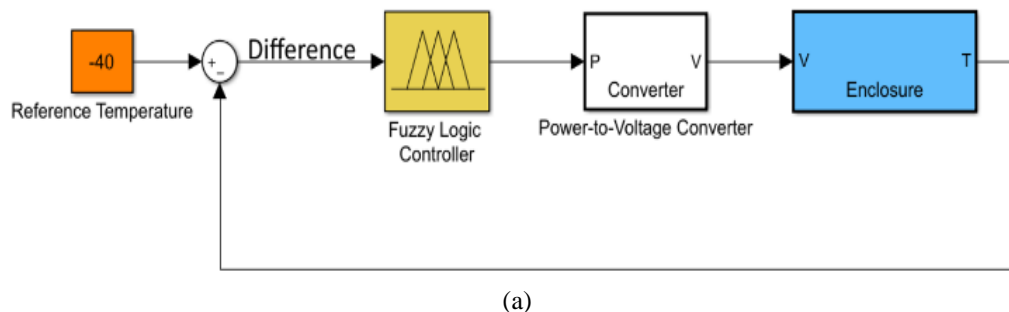 -40
Reference Temperature
+
−
Difference
Fuzzy Logic
Controller
P
V
Converter
Power-to-Voltage Converter
V
T
Enclosure
(a)